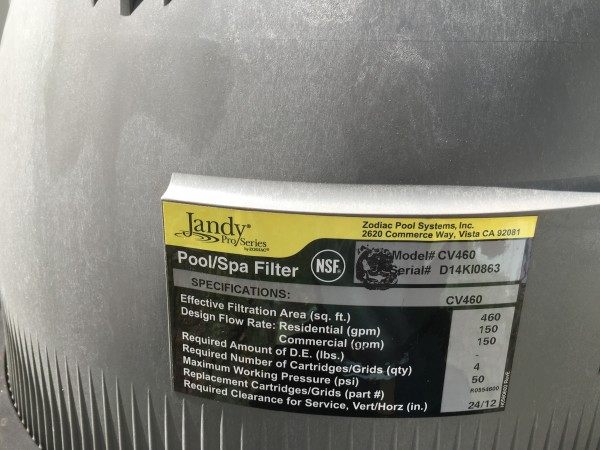 Jandy®
Pro Series
by ZODIAC®
Zodiac Pool Systems, Inc.
2620 Commerce Way, Vista CA 92081
Pool/Spa Filter
NSF®
Model# CV460
Serial# D14KI0863
SPECIFICATIONS: CV460
Effective Filtration Area (sq. ft.) 460
Design Flow Rate: Residential (gpm) 150
Commercial (gpm) 150
Required Amount of D.E. (lbs.) -
Required Number of Cartridges/Grids (qty) 4
Maximum Working Pressure (psi) 50
Replacement Cartridges/Grids (part #) R0554600
Required Clearance for Service, Vert/Horz (in.) 24/12